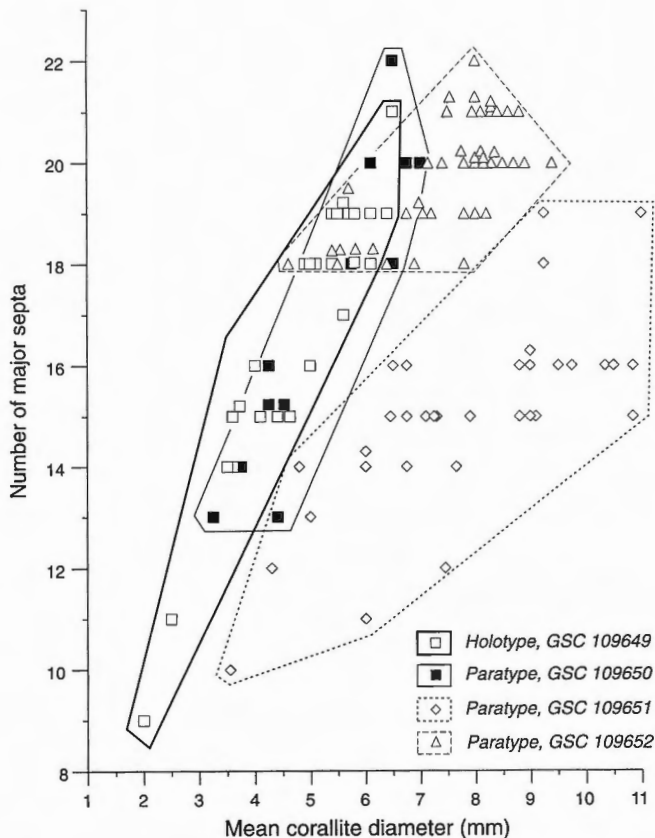 22
20
18
16
14
12
10
8
Number of major septa
1 2 3 4 5 6 7 8 9 10 11
Mean corallite diameter (mm)
Holotype, GSC 109649
Paratype, GSC 109650
Paratype, GSC 109651
Paratype, GSC 109652